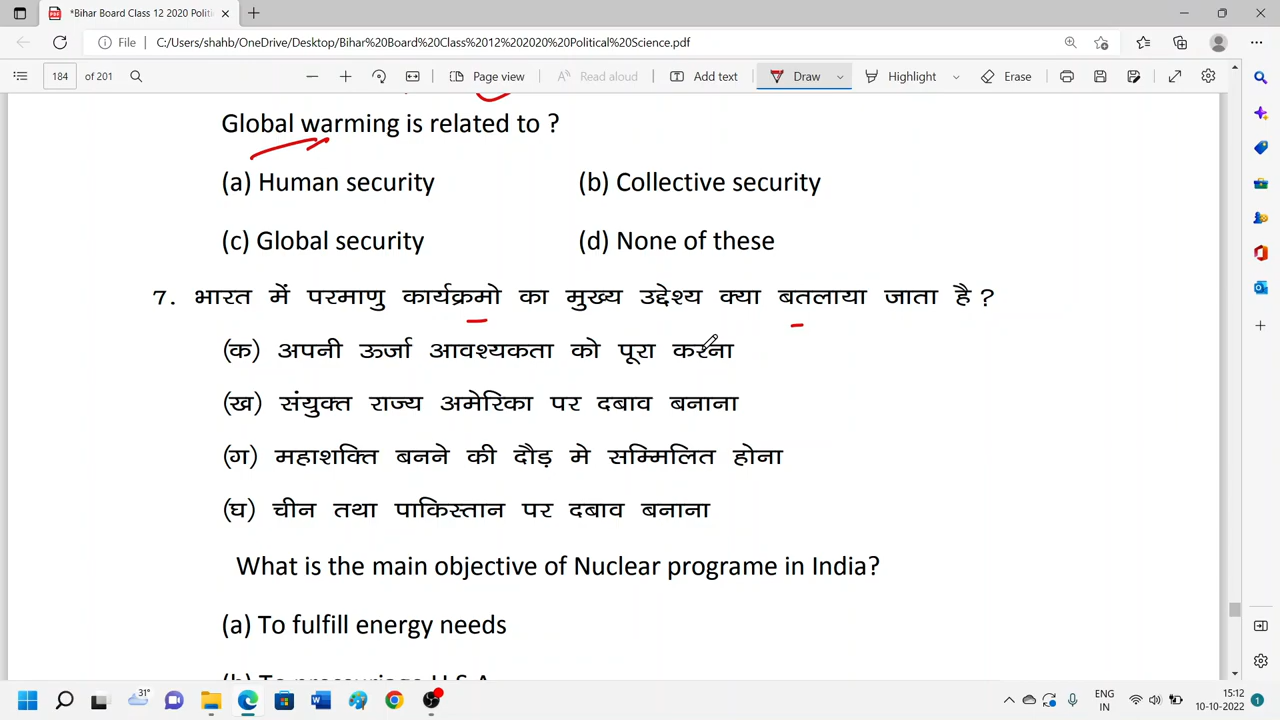 *Bihar Board Class 12 2020 Politi
File C:/Users/shahb/OneDrive/Desktop/Bihar%20Board%20Class%2012%202020%20Political%20Science.pdf
184 of 201 Page view Read aloud Add text Draw Highlight Erase
Global warming is related to ?
(a) Human security (b) Collective security
(c) Global security (d) None of these
7. भारत में परमाणु कार्यक्रमो का मुख्य उद्देश्य क्या बतलाया जाता है ?
(क) अपनी ऊर्जा आवश्यकता को पूरा करना
(ख) संयुक्त राज्य अमेरिका पर दबाव बनाना
(ग) महाशक्ति बनने की दौड़ मे सम्मिलित होना
(घ) चीन तथा पाकिस्तान पर दबाव बनाना
What is the main objective of Nuclear programe in India?
(a) To fulfill energy needs
31° ENG 15:12
IN 10-10-2022